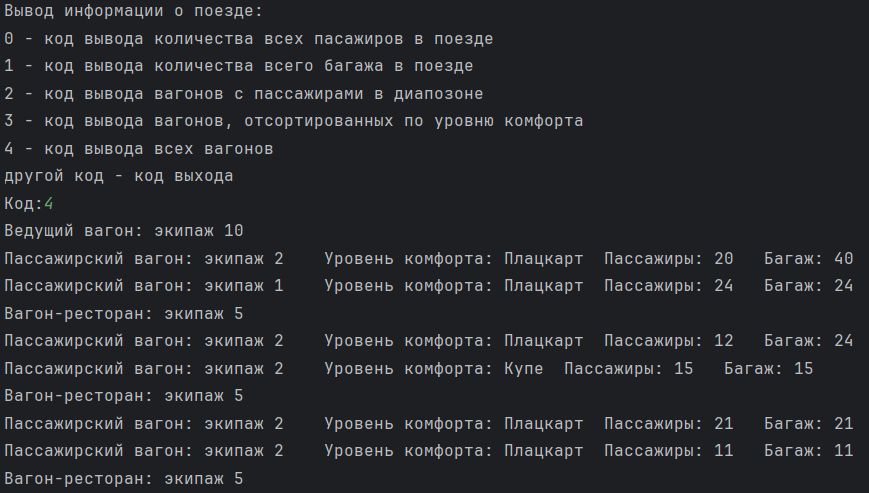 Вывод информации о поезде:
0 - код вывода количества всех пасажиров в поезде
1 - код вывода количества всего багажа в поезде
2 - код вывода вагонов с пассажирами в диапозоне
3 - код вывода вагонов, отсортированных по уровню комфорта
4 - код вывода всех вагонов
другой код - код выхода
Код:4
Ведущий вагон: экипаж 10
Пассажирский вагон: экипаж 2    Уровень комфорта: Плацкарт  Пассажиры: 20   Багаж: 40
Пассажирский вагон: экипаж 1    Уровень комфорта: Плацкарт  Пассажиры: 24   Багаж: 24
Вагон-ресторан: экипаж 5
Пассажирский вагон: экипаж 2    Уровень комфорта: Плацкарт  Пассажиры: 12   Багаж: 24
Пассажирский вагон: экипаж 2    Уровень комфорта: Купе  Пассажиры: 15   Багаж: 15
Вагон-ресторан: экипаж 5
Пассажирский вагон: экипаж 2    Уровень комфорта: Плацкарт  Пассажиры: 21   Багаж: 21
Пассажирский вагон: экипаж 2    Уровень комфорта: Плацкарт  Пассажиры: 11   Багаж: 11
Вагон-ресторан: экипаж 5